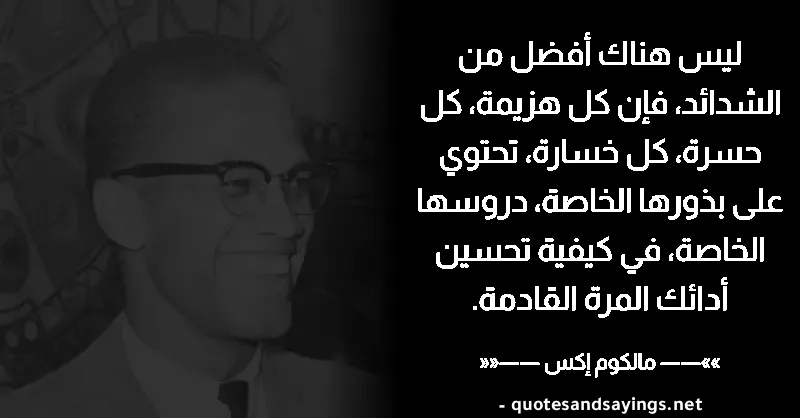 ليس هناك أفضل من
الشدائد، فإن كل هزيمة، كل
حسرة، كل خسارة، تحتوي
على بذورها الخاصة، دروسها
الخاصة، في كيفية تحسين
أدائك المرة القادمة.
»»—— مالكوم إكس ——««
- quotesandsayings.net